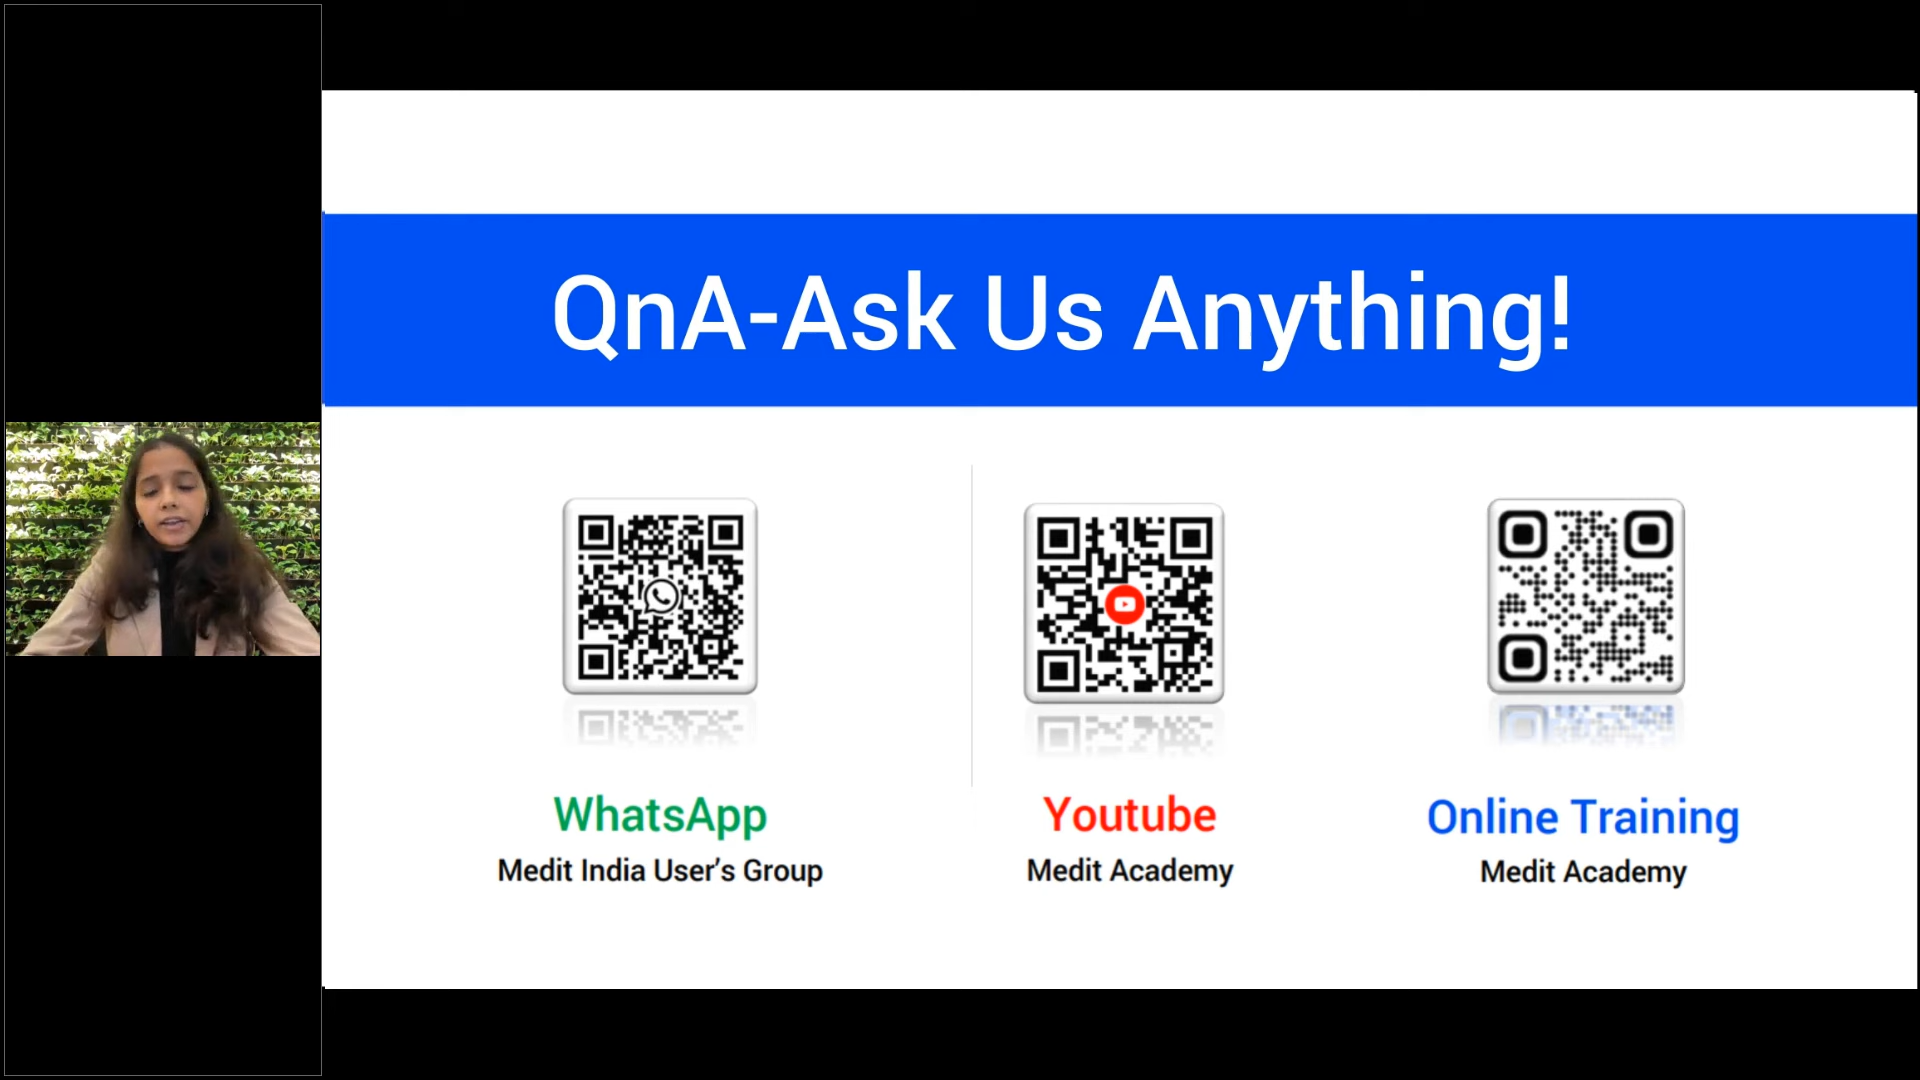 QnA-Ask Us Anything!
WhatsApp
Medit India User's Group
Youtube
Medit Academy
Online Training
Medit Academy